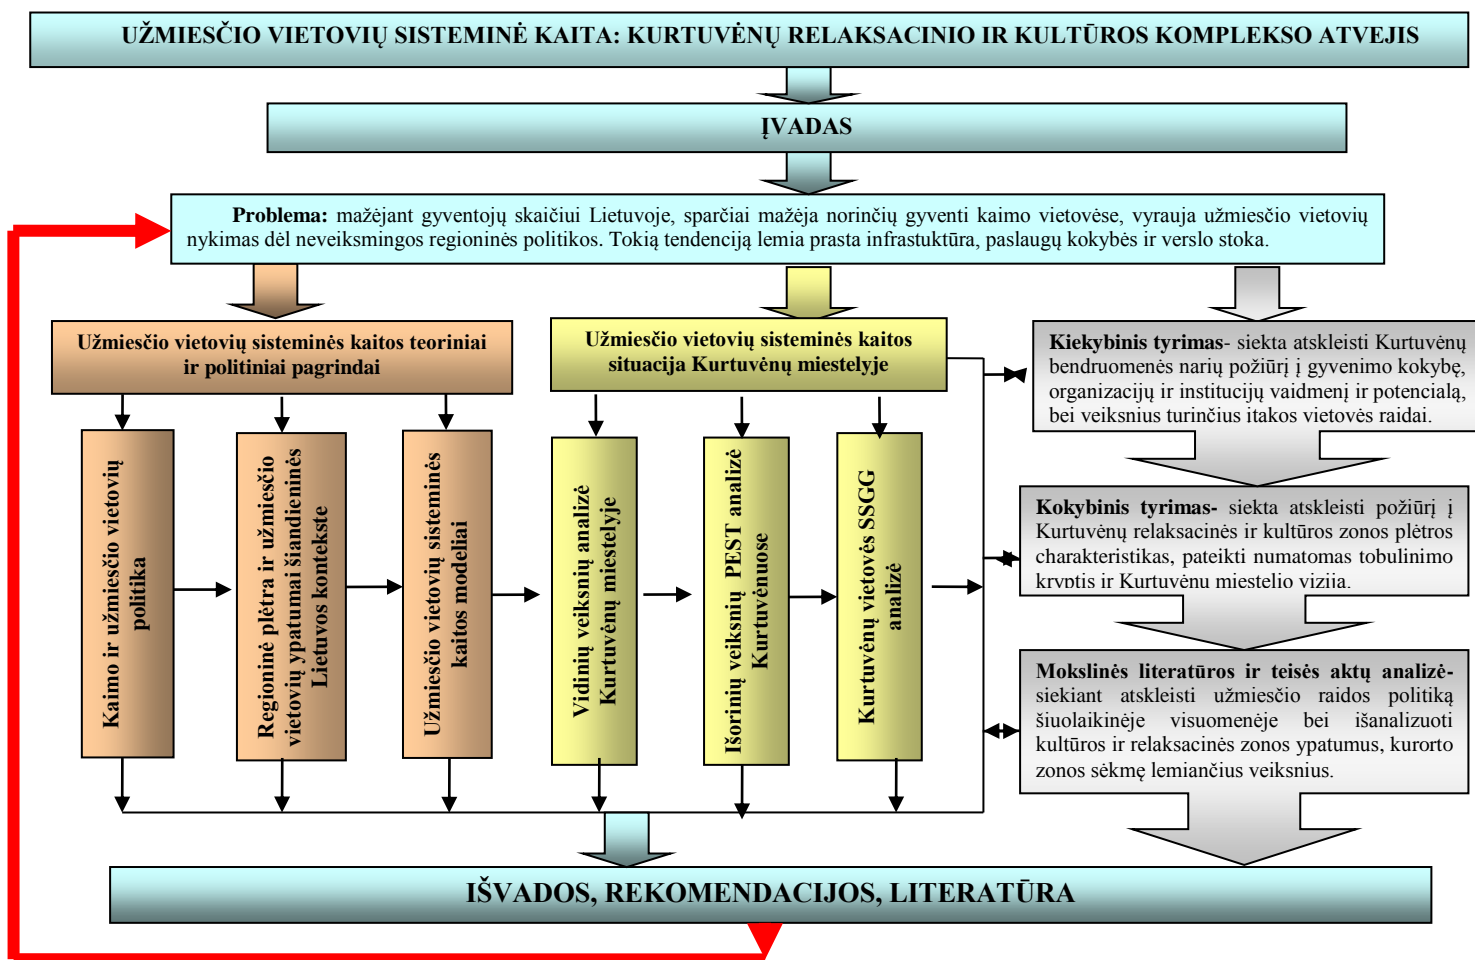 UŽMIESČIO VIETOVIŲ SISTEMINĖ KAITA: KURTUVĖNŲ RELAKSACINIO IR KULTŪROS KOMPLEKSO ATVEJIS
ĮVADAS
Problema: mažėjant gyventojų skaičiui Lietuvoje, sparčiai mažėja norinčių gyventi kaimo vietovėse, vyrauja užmiesčio vietovių
nykimas dėl neveiksmingos regioninės politikos. Tokią tendenciją lemia prasta infrastuktūra, paslaugų kokybės ir verslo stoka.
Užmiesčio vietovių sisteminės kaitos teoriniai
ir politiniai pagrindai
Užmiesčio vietovių sisteminės kaitos
situacija Kurtuvėnų miestelyje
Kaimo ir užmiesčio vietovių
politika
Regioninė plėtra ir užmiesčio
vietovių ypatumai šiandieninės
Lietuvos kontekste
Užmiesčio vietovių sisteminės
kaitos modeliai
Vidinių veiksnių analizė
Kurtuvėnų miestelyje
Išorinių veiksnių PEST analizė
Kurtuvėnuose
Kurtuvėnų vietovės SSGG
analizė
Kiekybinis tyrimas- siekta atskleisti Kurtuvėnų
bendruomenės narių požiūrį į gyvenimo kokybę,
organizacijų ir institucijų vaidmenį ir potencialą,
bei veiksnius turinčius itakos vietovės raidai.
Kokybinis tyrimas- siekta atskleisti požiūrį į
Kurtuvėnų relaksacinės ir kultūros zonos plėtros
charakteristikas, pateikti numatomas tobulinimo
kryptis ir Kurtuvėnų miestelio viziją.
Mokslinės literatūros ir teisės aktų analizė-
siekiant atskleisti užmiesčio raidos politiką
šiuolaikinėje visuomenėje bei išanalizuoti
kultūros ir relaksacinės zonos ypatumus, kurorto
zonos sėkmę lemiančius veiksnius.
IŠVADOS, REKOMENDACIJOS, LITERATŪRA